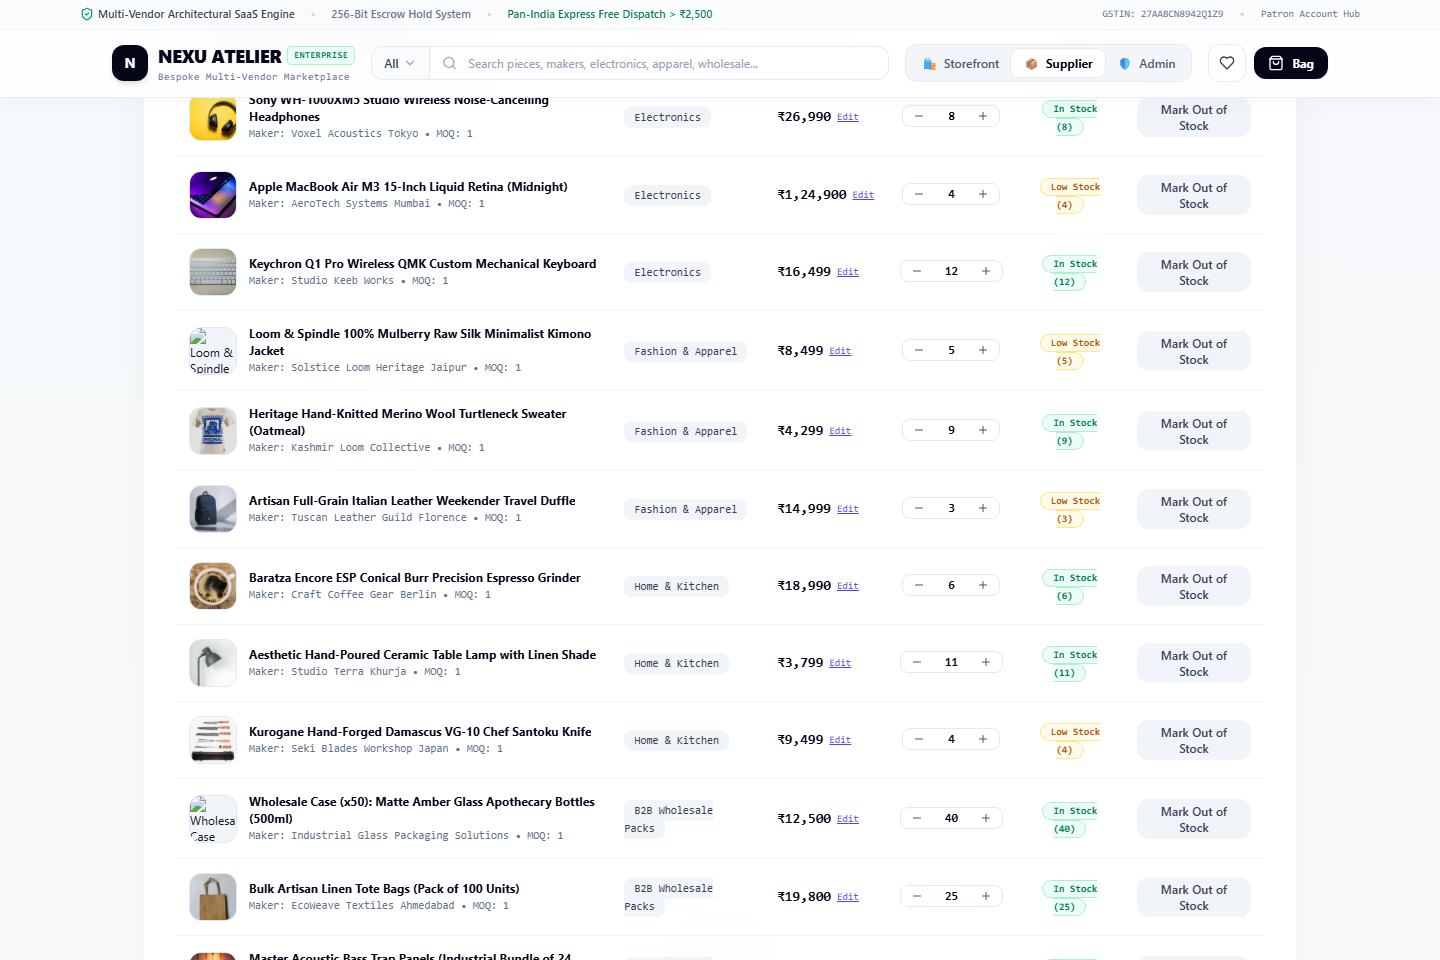 Multi-Vendor Architectural SaaS Engine • 256-Bit Escrow Hold System • Pan-India Express Free Dispatch > ₹2,500 GSTIN: 27AABCN8942Q1Z9 • Patron Account Hub
N NEXU ATELIER ENTERPRISE
Bespoke Multi-Vendor Marketplace
All Search pieces, makers, electronics, apparel, wholesale... Storefront Supplier Admin Bag
Sony WH-1000XM5 Studio Wireless Noise-Cancelling
Headphones
Maker: Voxel Acoustics Tokyo • MOQ: 1
Electronics
₹26,990 Edit
− 8 +
In Stock
(8)
Mark Out of
Stock
Apple MacBook Air M3 15-Inch Liquid Retina (Midnight)
Maker: AeroTech Systems Mumbai • MOQ: 1
Electronics
₹1,24,900 Edit
− 4 +
Low Stock
(4)
Mark Out of
Stock
Keychron Q1 Pro Wireless QMK Custom Mechanical Keyboard
Maker: Studio Keeb Works • MOQ: 1
Electronics
₹16,499 Edit
− 12 +
In Stock
(12)
Mark Out of
Stock
Loom &
Spindle
Loom & Spindle 100% Mulberry Raw Silk Minimalist Kimono
Jacket
Maker: Solstice Loom Heritage Jaipur • MOQ: 1
Fashion & Apparel
₹8,499 Edit
− 5 +
Low Stock
(5)
Mark Out of
Stock
Heritage Hand-Knitted Merino Wool Turtleneck Sweater
(Oatmeal)
Maker: Kashmir Loom Collective • MOQ: 1
Fashion & Apparel
₹4,299 Edit
− 9 +
In Stock
(9)
Mark Out of
Stock
Artisan Full-Grain Italian Leather Weekender Travel Duffle
Maker: Tuscan Leather Guild Florence • MOQ: 1
Fashion & Apparel
₹14,999 Edit
− 3 +
Low Stock
(3)
Mark Out of
Stock
Baratza Encore ESP Conical Burr Precision Espresso Grinder
Maker: Craft Coffee Gear Berlin • MOQ: 1
Home & Kitchen
₹18,990 Edit
− 6 +
In Stock
(6)
Mark Out of
Stock
Aesthetic Hand-Poured Ceramic Table Lamp with Linen Shade
Maker: Studio Terra Khurja • MOQ: 1
Home & Kitchen
₹3,799 Edit
− 11 +
In Stock
(11)
Mark Out of
Stock
Kurogane Hand-Forged Damascus VG-10 Chef Santoku Knife
Maker: Seki Blades Workshop Japan • MOQ: 1
Home & Kitchen
₹9,499 Edit
− 4 +
Low Stock
(4)
Mark Out of
Stock
Wholesa
Case
Wholesale Case (x50): Matte Amber Glass Apothecary Bottles
(500ml)
Maker: Industrial Glass Packaging Solutions • MOQ: 1
B2B Wholesale
Packs
₹12,500 Edit
− 40 +
In Stock
(40)
Mark Out of
Stock
Bulk Artisan Linen Tote Bags (Pack of 100 Units)
Maker: EcoWeave Textiles Ahmedabad • MOQ: 1
B2B Wholesale
Packs
₹19,800 Edit
− 25 +
In Stock
(25)
Mark Out of
Stock
Master Acoustic Bass Trap Panels (Industrial Bundle of 24